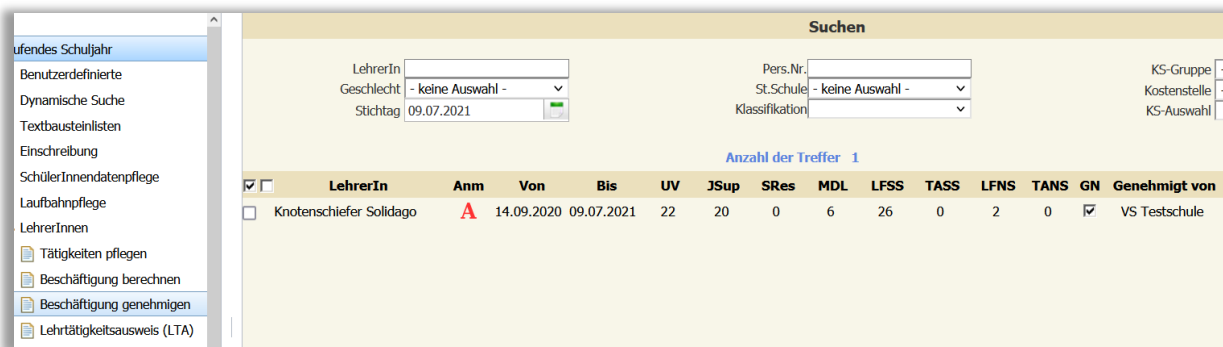 Suchen
ufendes Schuljahr
Benutzerdefinierte
Dynamische Suche
Textbausteinlisten
Einschreibung
SchülerInnendatenpflege
Laufbahnpflege
LehrerInnen
Tätigkeiten pflegen
Beschäftigung berechnen
Beschäftigung genehmigen
Lehrtätigkeitsausweis (LTA)
LehrerIn Pers.Nr. KS-Gruppe
Geschlecht - keine Auswahl - St.Schule - keine Auswahl - Kostenstelle
Stichtag 09.07.2021 Klassifikation KS-Auswahl
Anzahl der Treffer 1
LehrerIn Anm Von Bis UV JSup SRes MDL LFSS TASS LFNS TANS GN Genehmigt von
Knotenschiefer Solidago A 14.09.2020 09.07.2021 22 20 0 6 26 0 2 0 VS Testschule